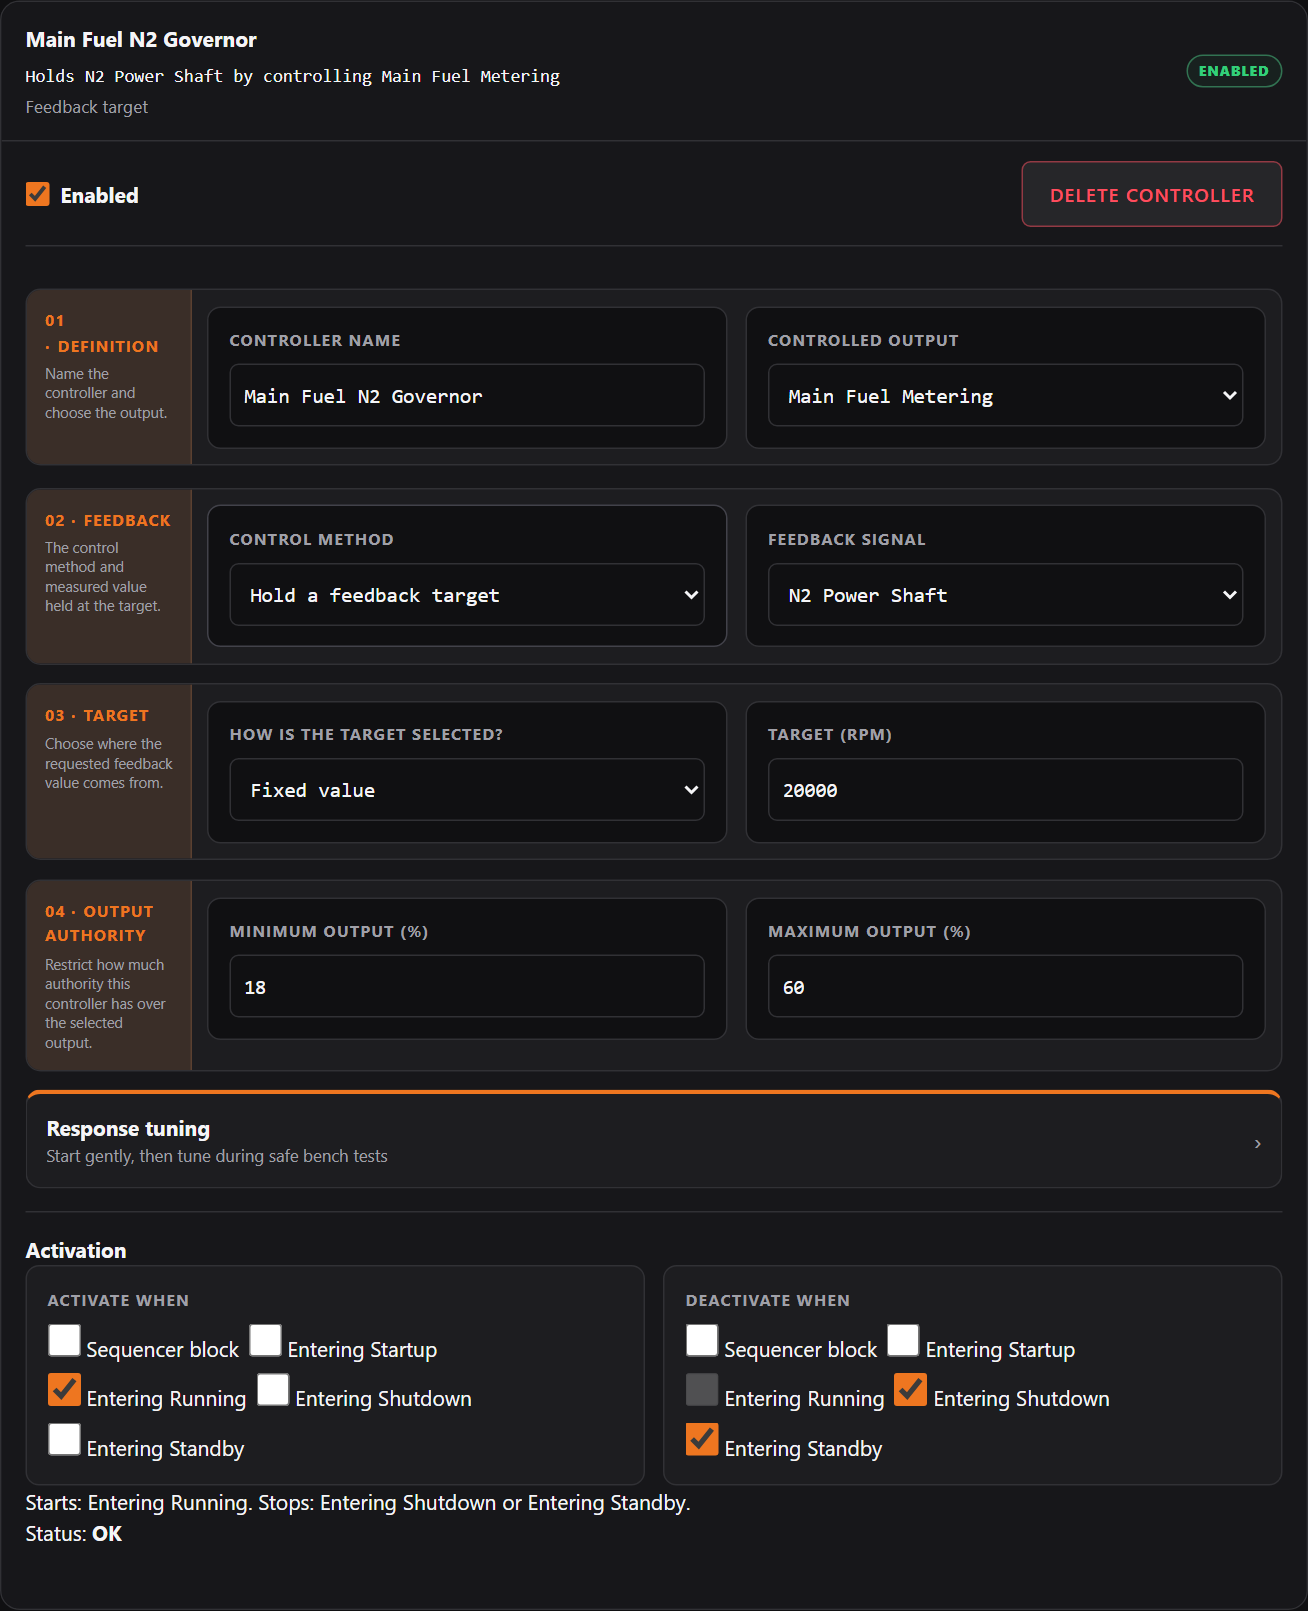 Main Fuel N2 Governor
Holds N2 Power Shaft by controlling Main Fuel Metering
Feedback target
ENABLED
Enabled
DELETE CONTROLLER
01
· DEFINITION
Name the
controller and
choose the output.
CONTROLLER NAME
Main Fuel N2 Governor
CONTROLLED OUTPUT
Main Fuel Metering
02 · FEEDBACK
The control
method and
measured value
held at the target.
CONTROL METHOD
Hold a feedback target
FEEDBACK SIGNAL
N2 Power Shaft
03 · TARGET
Choose where the
requested feedback
value comes from.
HOW IS THE TARGET SELECTED?
Fixed value
TARGET (RPM)
20000
04 · OUTPUT
AUTHORITY
Restrict how much
authority this
controller has over
the selected
output.
MINIMUM OUTPUT (%)
18
MAXIMUM OUTPUT (%)
60
Response tuning
Start gently, then tune during safe bench tests
Activation
ACTIVATE WHEN
Sequencer block Entering Startup
Entering Running Entering Shutdown
Entering Standby
DEACTIVATE WHEN
Sequencer block Entering Startup
Entering Running Entering Shutdown
Entering Standby
Starts: Entering Running. Stops: Entering Shutdown or Entering Standby.
Status: OK